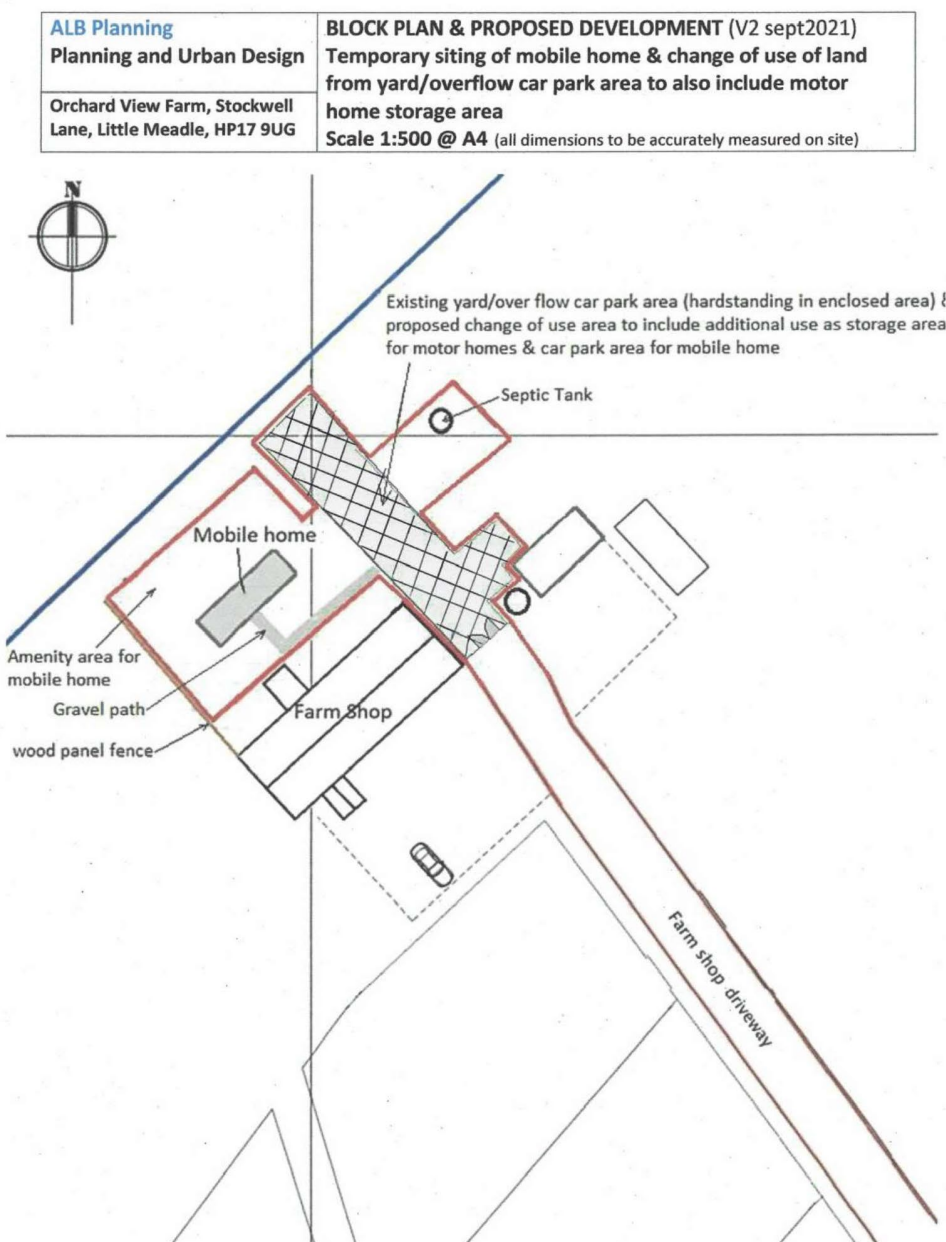 ALB Planning
Planning and Urban Design
Orchard View Farm, Stockwell
Lane, Little Meadle, HP17 9UG
BLOCK PLAN & PROPOSED DEVELOPMENT (V2 sept2021)
Temporary siting of mobile home & change of use of land
from yard/overflow car park area to also include motor
home storage area
Scale 1:500 @ A4 (all dimensions to be accurately measured on site)
N
Existing yard/over flow car park area (hardstanding in enclosed area) &
proposed change of use area to include additional use as storage area
for motor homes & car park area for mobile home
Septic Tank
Mobile home
Amenity area for
mobile home
Gravel path
Farm Shop
wood panel fence
Farm shop driveway